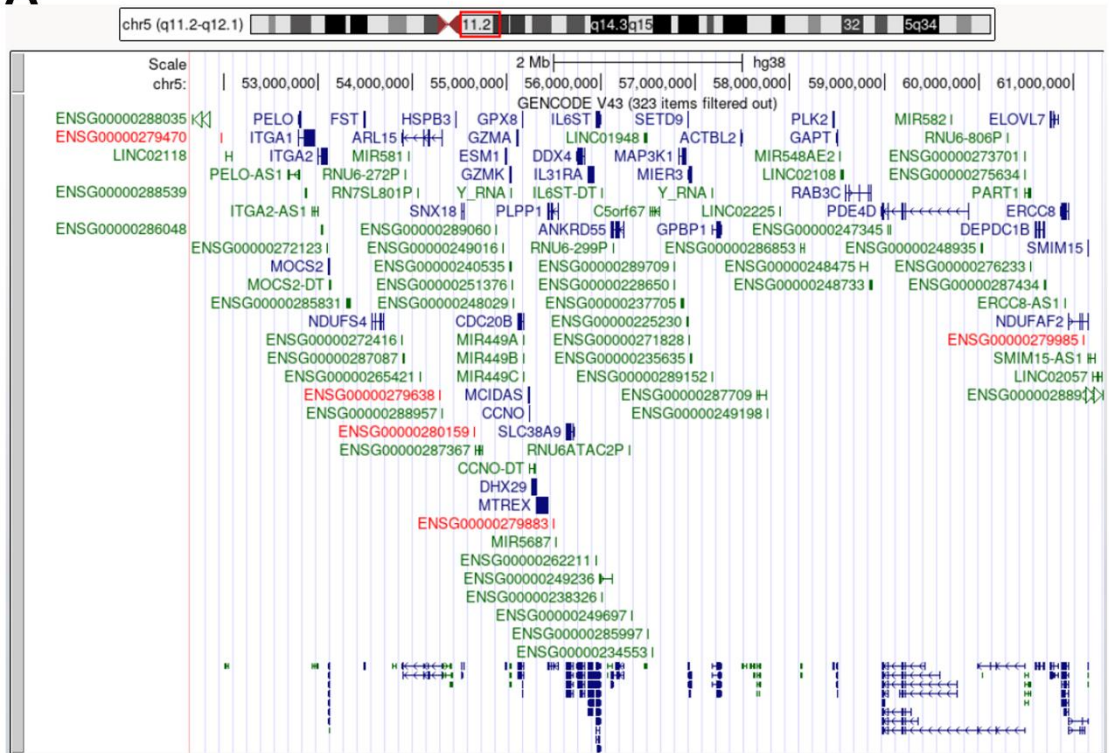 A
chr5 (q11.2-q12.1) 11.2 q14.3 q15 32 5q34
Scale 2 Mb hg38
chr5: 53,000,000 54,000,000 55,000,000 56,000,000 57,000,000 58,000,000 59,000,000 60,000,000 61,000,000
GENCODE V43 (323 items filtered out)
ENSG00000288035 PELO FST HSPB3 GPX8 IL6ST SETD9 PLK2 MIR582 ELOVL7
ENSG00000279470 ITGA1 ARL15 GZMA LINC01948 ACTBL2 GAPT RNU6-806P
LINC02118 ITGA2 MIR581 ESM1 DDX4 MAP3K1 MIR548AE2 ENSG00000273701
PELO-AS1 RNU6-272P GZMK IL31RA MIER3 LINC02108 ENSG00000275634
ENSG00000288539 RN7SL801P Y_RNA IL6ST-DT Y_RNA RAB3C PART1
ITGA2-AS1 SNX18 PLPP1 C5orf67 LINC02225 PDE4D ERCC8
ENSG00000286048 ENSG00000289060 ANKRD55 GPBP1 ENSG00000247345 DEPDC1B
ENSG00000272123 ENSG00000249016 RNU6-299P ENSG00000286853 ENSG00000248935 SMIM15
MOCS2 ENSG00000240535 ENSG00000289709 ENSG00000248475 ENSG00000276233
MOCS2-DT ENSG00000251376 ENSG00000228650 ENSG00000248733 ENSG00000287434
ENSG00000285831 ENSG00000248029 ENSG00000237705 ERCC8-AS1
NDUFS4 CDC20B ENSG00000225230 NDUFAF2
ENSG00000272416 MIR449A ENSG00000271828 ENSG00000279985
ENSG00000287087 MIR449B ENSG00000235635 SMIM15-AS1
ENSG00000265421 MIR449C ENSG00000289152 LINC02057
ENSG00000279638 MCIDAS ENSG00000287709 ENSG000002889
ENSG00000288957 CCNO ENSG00000249198
ENSG00000280159 SLC38A9
ENSG00000287367 RNU6ATAC2P
CCNO-DT
DHX29
MTREX
ENSG00000279883
MIR5687
ENSG00000262211
ENSG00000249236
ENSG00000238326
ENSG00000249697
ENSG00000285997
ENSG00000234553